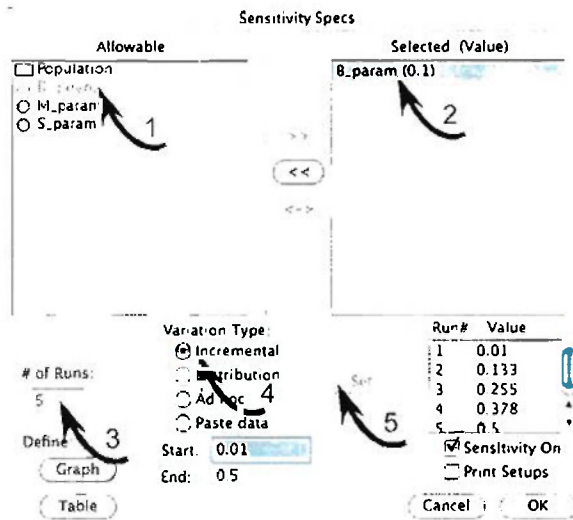 Sensitivity Specs
Allowable
Selected (Value)
Population
M_param
S_param
1
B_param (0.1)
2
>>
<<
<->
Variation Type:
Incremental
Ad hoc
Paste data
4
Start: 0.01
End: 0.5
# of Runs:
5
Define
3
Graph
Table
Set
5
Run# Value
1 0.01
2 0.133
3 0.255
4 0.378
5 0.5
Sensitivity On
Print Setups
Cancel
OK